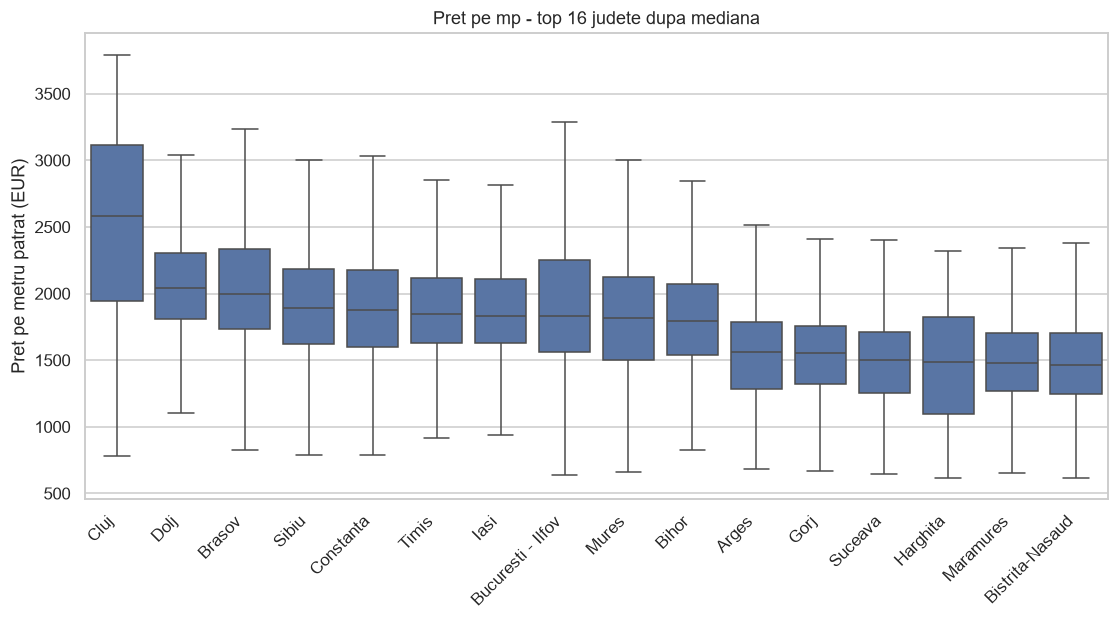 Pret pe mp - top 16 judete dupa mediana
Pret pe metru patrat (EUR)
3500
3000
2500
2000
1500
1000
500
Cluj
Dolj
Brasov
Sibiu
Constanta
Timis
Iasi
Bucuresti - Ilfov
Mures
Bihor
Arges
Gorj
Suceava
Harghita
Maramures
Bistrita-Nasaud